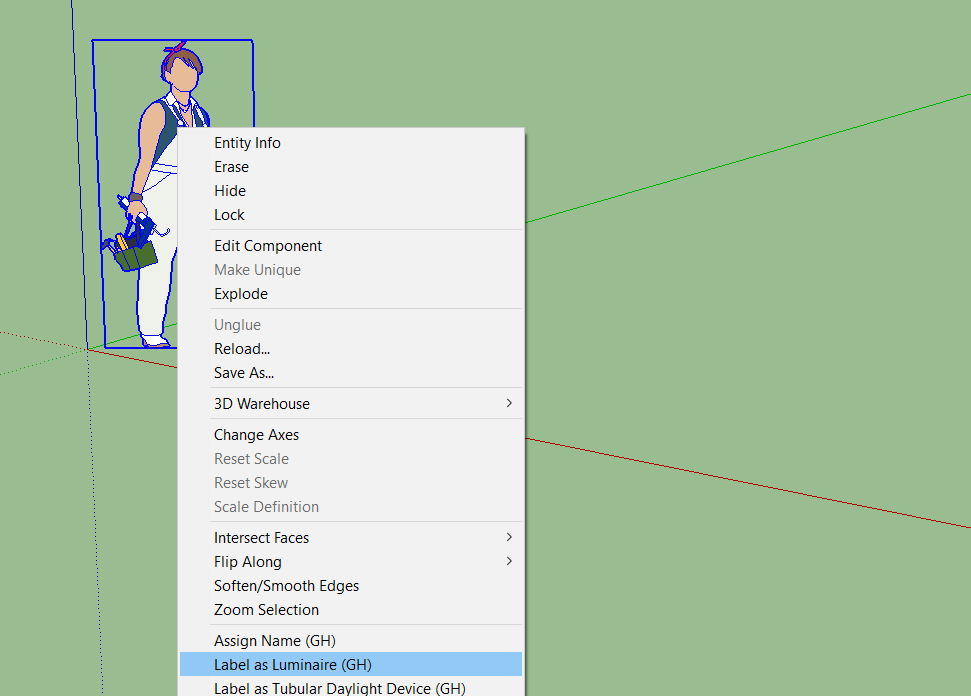 Entity Info
Erase
Hide
Lock
Edit Component
Make Unique
Explode
Unglue
Reload...
Save As...
3D Warehouse
Change Axes
Reset Scale
Reset Skew
Scale Definition
Intersect Faces
Flip Along
Soften/Smooth Edges
Zoom Selection
Assign Name (GH)
Label as Luminaire (GH)
Label as Tubular Daylight Device (GH)